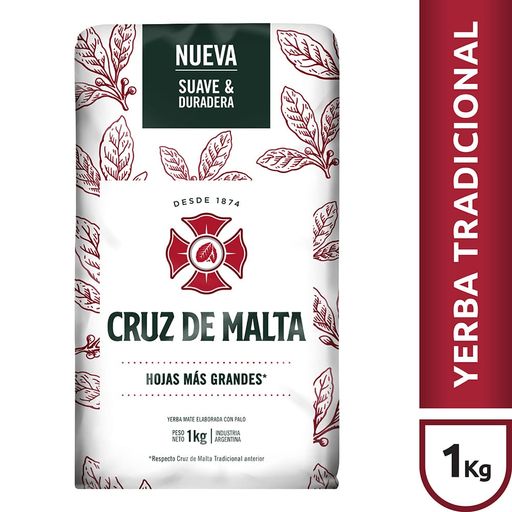 NUEVA
SUAVE &
DURADERA
DESDE 1874
CRUZ DE MALTA
HOJAS MÁS GRANDES*
YERBA MATE ELABORADA CON PALO
PESO
NETO
1kg
INDUSTRIA
ARGENTINA
*Respecto Cruz de Malta Tradicional anterior
YERBA TRADICIONAL
1Kg